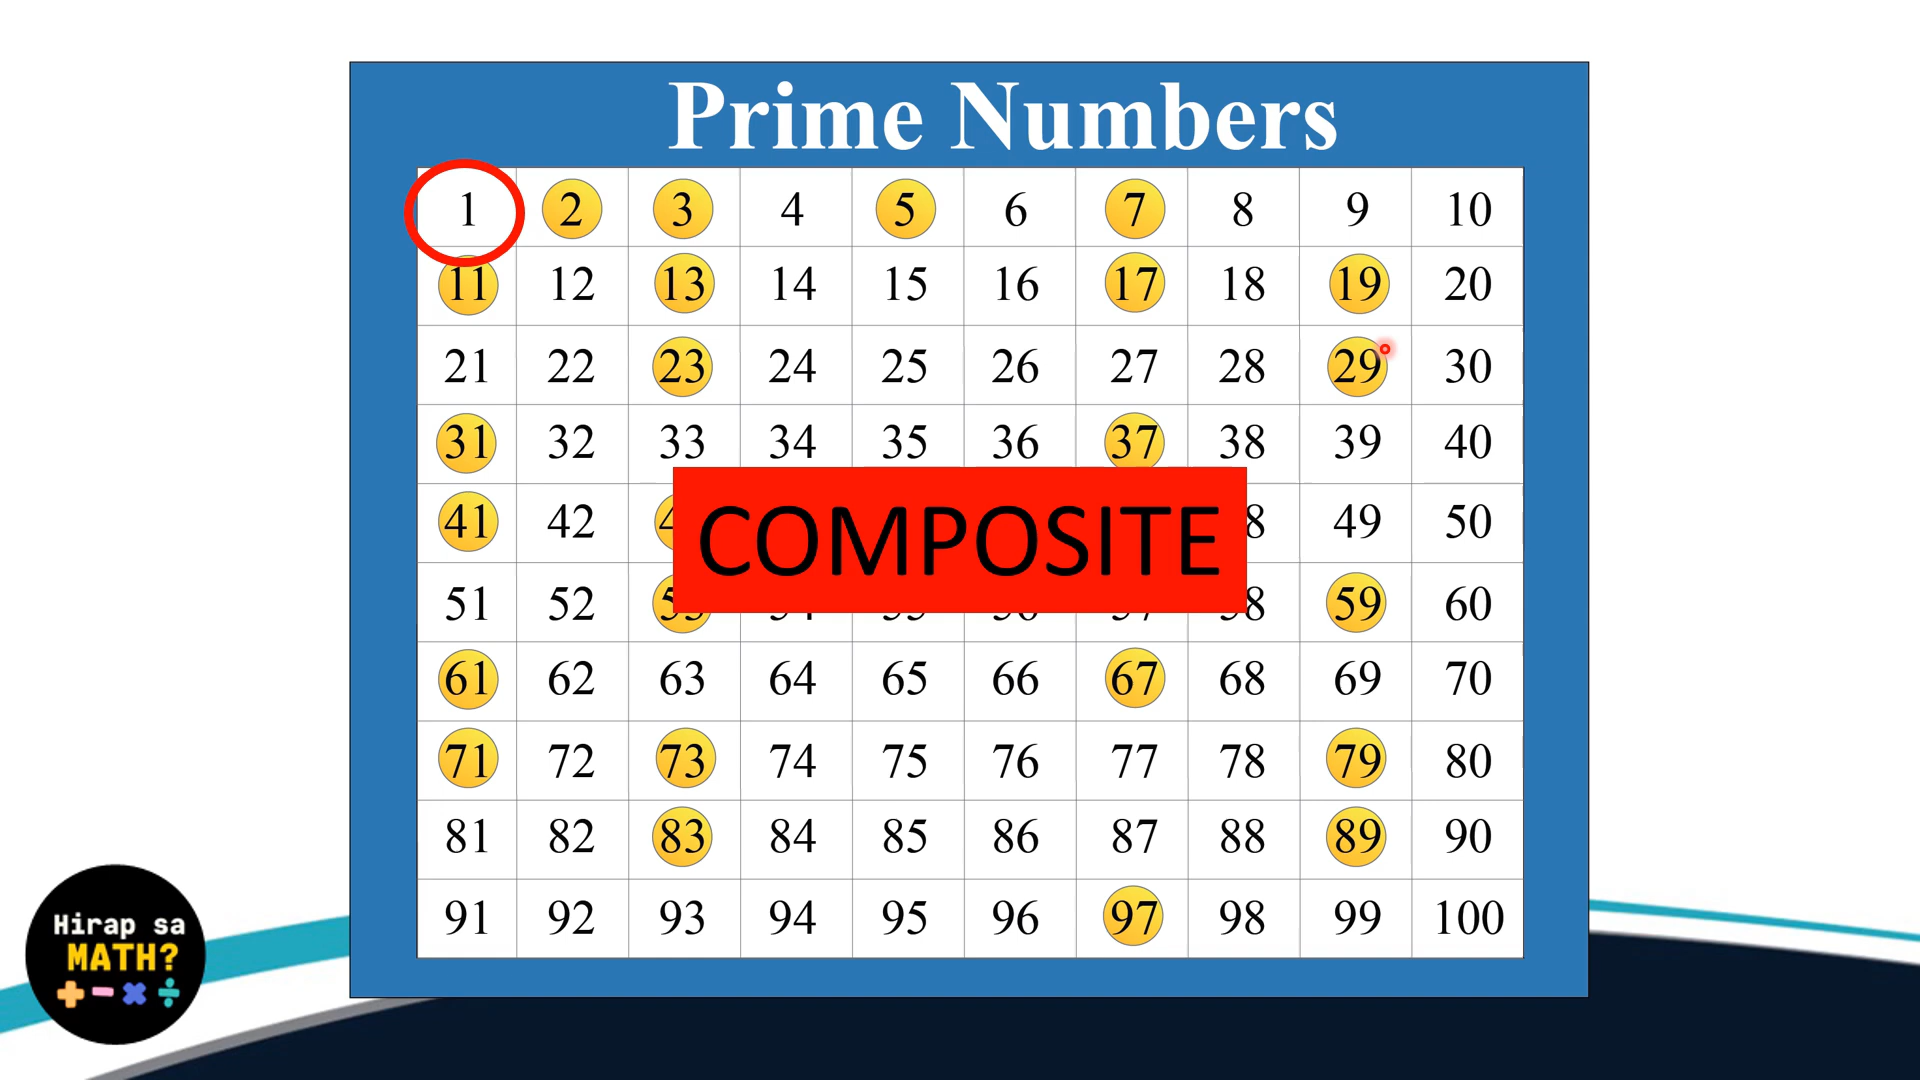 Prime Numbers
1 2 3 4 5 6 7 8 9 10
11 12 13 14 15 16 17 18 19 20
21 22 23 24 25 26 27 28 29 30
31 32 33 34 35 36 37 38 39 40
41 42 49 50
COMPOSITE
51 52 59 60
61 62 63 64 65 66 67 68 69 70
71 72 73 74 75 76 77 78 79 80
81 82 83 84 85 86 87 88 89 90
91 92 93 94 95 96 97 98 99 100
Hirap sa
MATH?